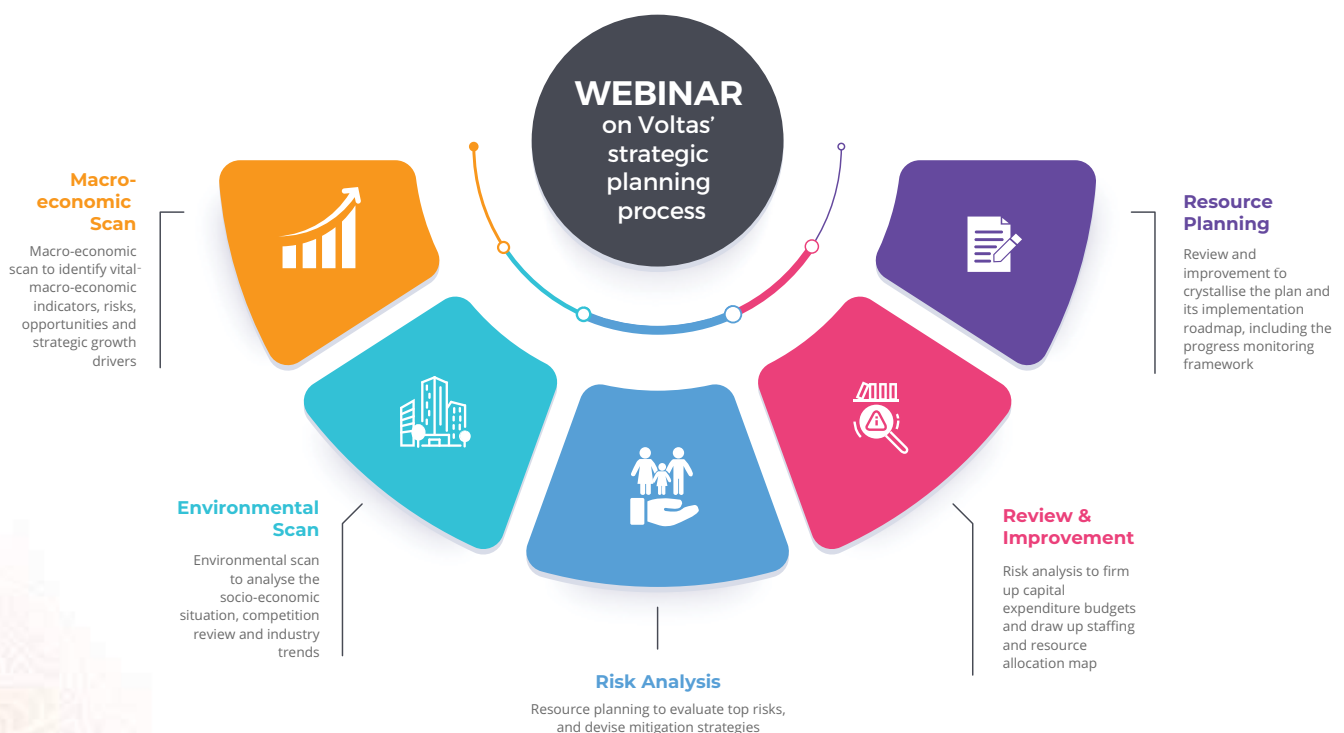 WEBINAR
on Voltas’
strategic
planning
process
Macro-
economic
Scan
Macro-economic
scan to identify vital-
macro-economic
indicators, risks,
opportunities and
strategic growth
drivers
Environmental
Scan
Environmental scan
to analyse the
socio-economic
situation, competition
review and industry
trends
Risk Analysis
Resource planning to evaluate top risks,
and devise mitigation strategies
Review &
Improvement
Risk analysis to firm
up capital
expenditure budgets
and draw up staffing
and resource
allocation map
Resource
Planning
Review and
improvement to
crystallise the plan and
its implementation
roadmap, including the
progress monitoring
framework